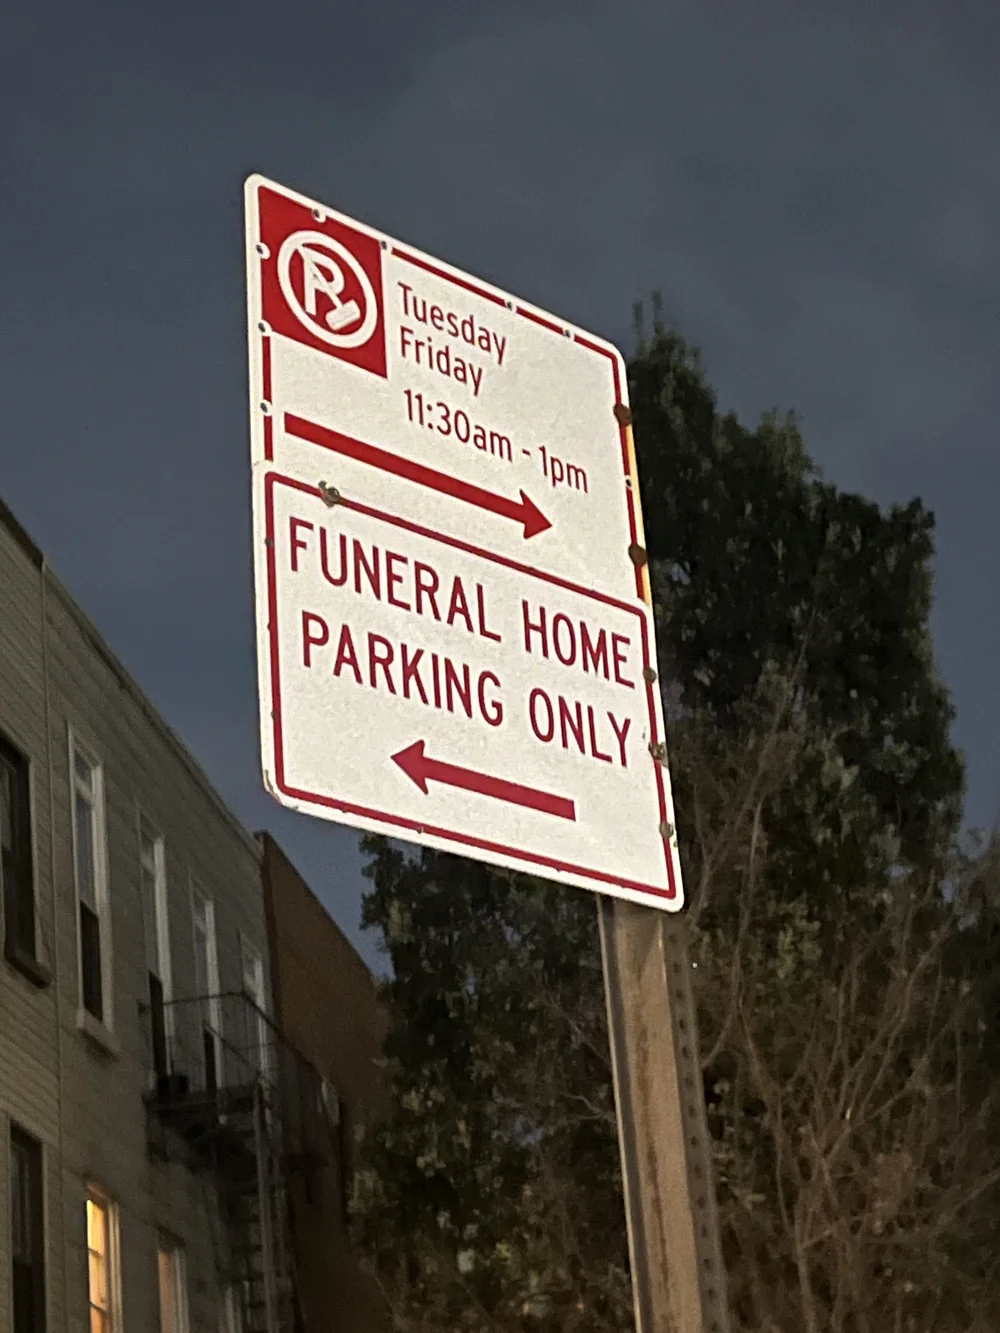 P
Tuesday
Friday
11:30am - 1pm
FUNERAL HOME
PARKING ONLY